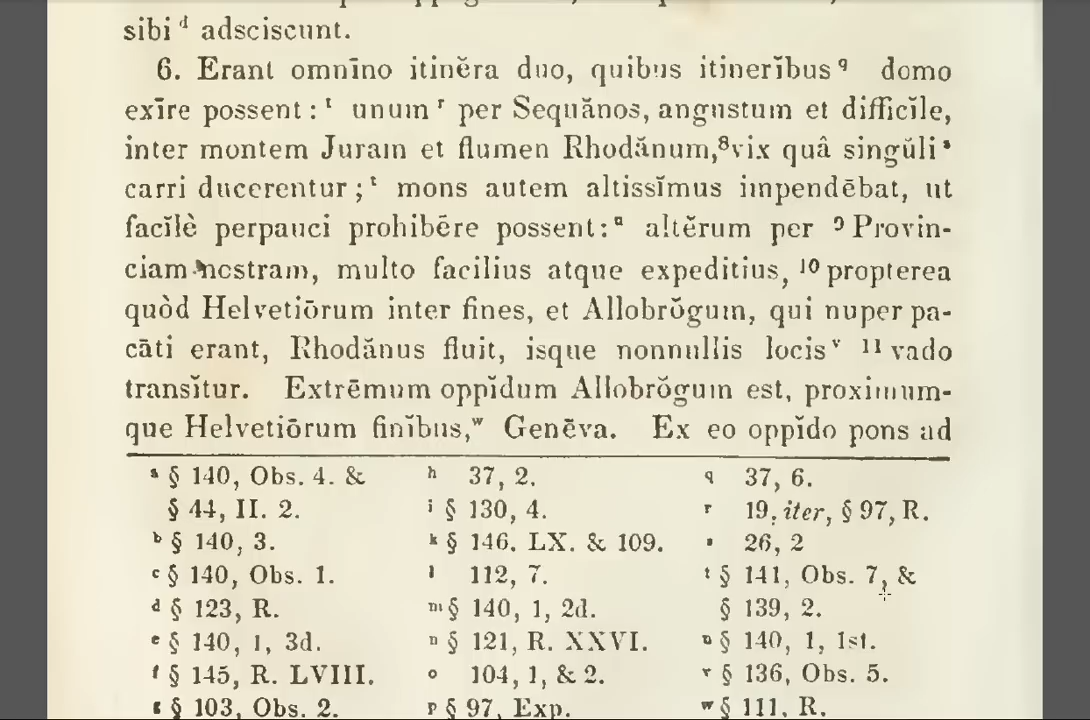 sibi ᵈ adsciscunt.
6. Erant omnīno itinĕra duo, quibus itinerĭbus ᑫ domo
exīre possent : ᵗ unum ʳ per Sequănos, angustum et difficĭle,
inter montem Juram et flumen Rhodănum,⁸ vix quâ singŭli ˢ
carri ducerentur ; ᵗ mons autem altissĭmus impendēbat, ut
facĭlè perpauci prohibēre possent : ᵘ altĕrum per ⁹ Provin-
ciam nostram, multo facilius atque expeditius, ¹⁰ propterea
quòd Helvetiōrum inter fines, et Allobrŏgum, qui nuper pa-
cāti erant, Rhodănus fluit, isque nonnullis locis ᵛ ¹¹ vado
transĭtur. Extrēmum oppĭdum Allobrŏgum est, proximum-
que Helvetiōrum finĭbus,ʷ Genēva. Ex eo oppĭdo pons ad
ᵃ § 140, Obs. 4. &
§ 44, II. 2.
ᵇ § 140, 3.
ᶜ § 140, Obs. 1.
ᵈ § 123, R.
ᵉ § 140, 1, 3d.
ᶠ § 145, R. LVIII.
ᵍ § 103, Obs. 2.
ʰ 37, 2.
ⁱ § 130, 4.
ᵏ § 146. LX. & 109.
ˡ 112, 7.
ᵐ § 140, 1, 2d.
ⁿ § 121, R. XXVI.
ᵒ 104, 1, & 2.
ᵖ § 97, Exp.
ᑫ 37, 6.
ʳ 19. iter, § 97, R.
ˢ 26, 2
ᵗ § 141, Obs. 7, &
§ 139, 2.
ᵘ § 140, 1, 1st.
ᵛ § 136, Obs. 5.
ʷ § 111, R.